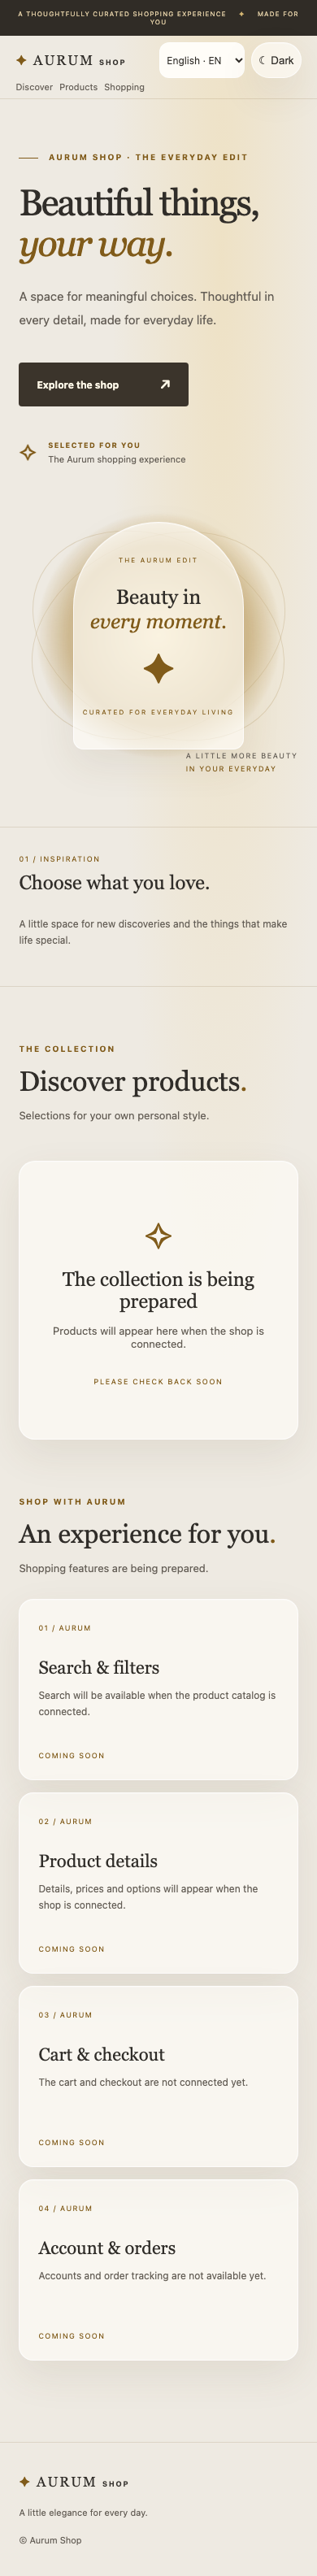 A THOUGHTFULLY CURATED SHOPPING EXPERIENCE ✦ MADE FOR
YOU
AURUM SHOP
English · EN
Dark
Discover Products Shopping
AURUM SHOP · THE EVERYDAY EDIT
Beautiful things,
your way.
A space for meaningful choices. Thoughtful in
every detail, made for everyday life.
Explore the shop
SELECTED FOR YOU
The Aurum shopping experience
THE AURUM EDIT
Beauty in
every moment.
CURATED FOR EVERYDAY LIVING
A LITTLE MORE BEAUTY
IN YOUR EVERYDAY
01 / INSPIRATION
Choose what you love.
A little space for new discoveries and the things that make
life special.
THE COLLECTION
Discover products.
Selections for your own personal style.
The collection is being
prepared
Products will appear here when the shop is
connected.
PLEASE CHECK BACK SOON
SHOP WITH AURUM
An experience for you.
Shopping features are being prepared.
01 / AURUM
Search & filters
Search will be available when the product catalog is
connected.
COMING SOON
02 / AURUM
Product details
Details, prices and options will appear when the
shop is connected.
COMING SOON
03 / AURUM
Cart & checkout
The cart and checkout are not connected yet.
COMING SOON
04 / AURUM
Account & orders
Accounts and order tracking are not available yet.
COMING SOON
AURUM SHOP
A little elegance for every day.
© Aurum Shop